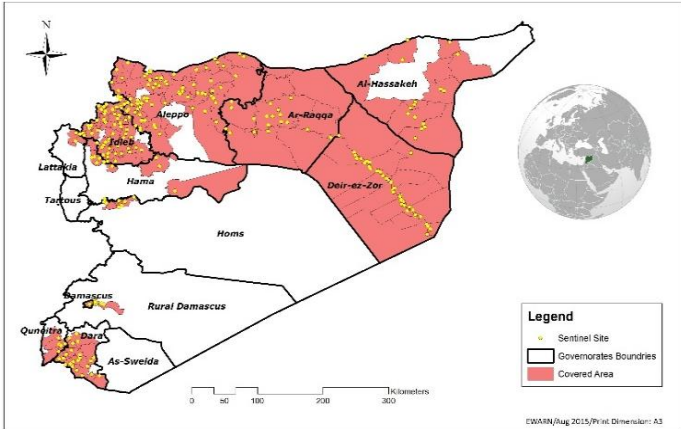 N
Al-Hassakeh
Aleppo
Ar-Raqqa
Idleb
Lattakia
Hama
Deir-ez-Zor
Tartous
Homs
Damascus
Rural Damascus
Quneitra
Dara
As-Sweida
Legend
Sentinel Site
Governorates Boundries
Covered Area
Kilometers
0 50 100 200 300
EWARN/Aug 2015/Print Dimension: A3